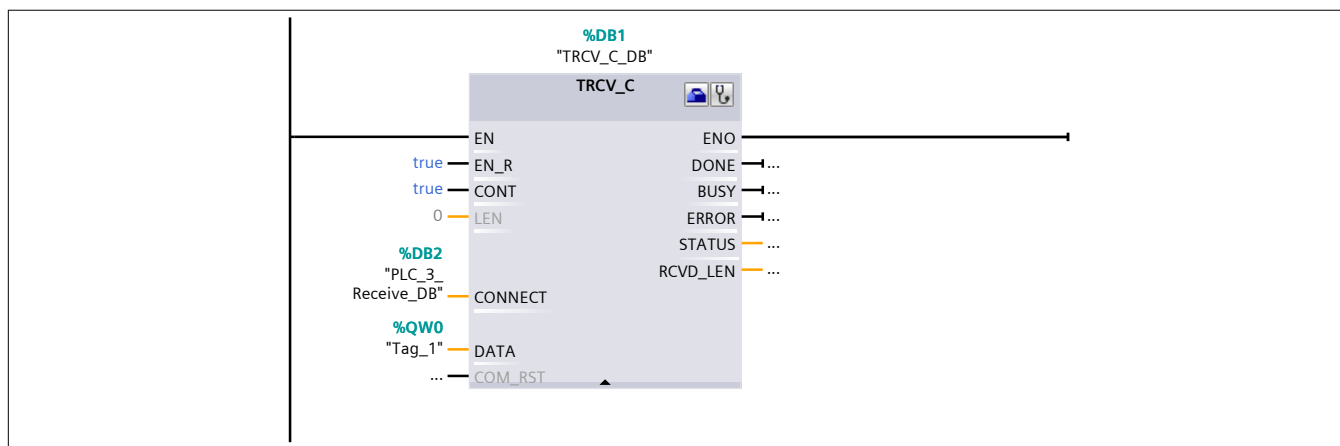 %DB1
"TRCV_C_DB"
TRCV_C
EN
ENO
true
EN_R
DONE
...
true
CONT
BUSY
...
0
LEN
ERROR
...
STATUS
...
%DB2
"PLC_3_
Receive_DB"
CONNECT
RCVD_LEN
...
%QW0
"Tag_1"
DATA
...
COM_RST